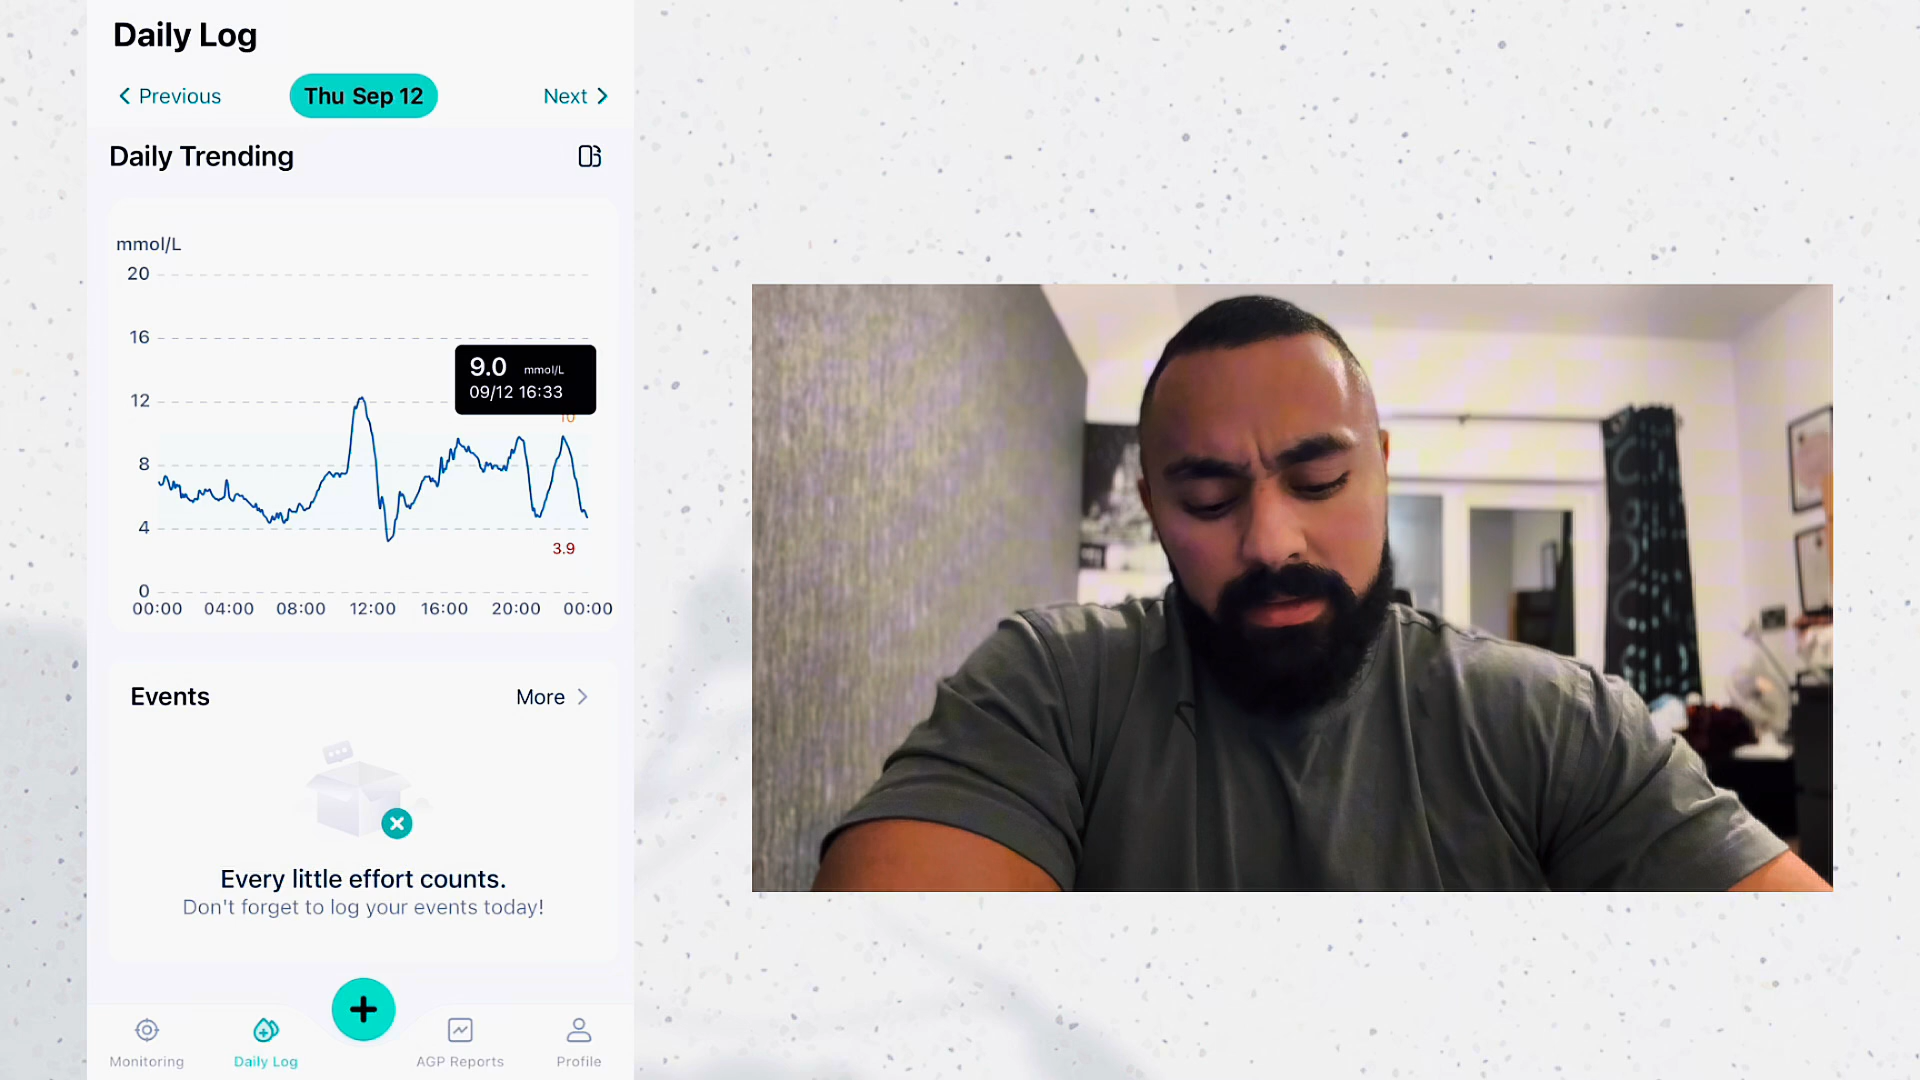 Daily Log
Previous
Thu Sep 12
Next
Daily Trending
mmol/L
20
16
12
8
4
0
9.0 mmol/L
09/12 16:33
10
3.9
00:00 04:00 08:00 12:00 16:00 20:00 00:00
Events
More
Every little effort counts.
Don't forget to log your events today!
Monitoring
Daily Log
AGP Reports
Profile